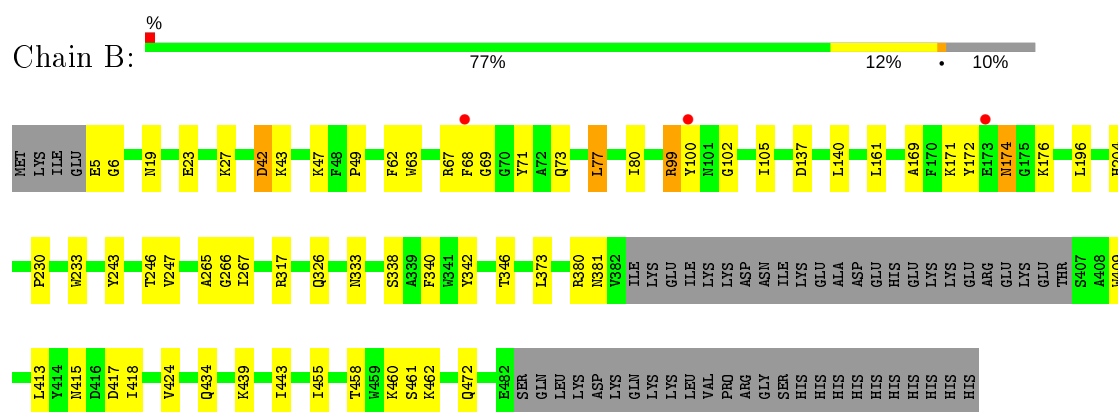 %
Chain B:
77% 12% • 10%
MET LYS ILE GLU E5 G6 N19 E23 K27 D42 K43 K47 F48 P49 F62 W63 R67 F68 G69 G70 Y71 A72 Q73 L77 I80 R99 Y100 N101 G102 I105 D137 L140 L161 A169 F170 K171 Y172 E173 N174 G175 K176 L196 H204
P230 W233 Y243 T246 V247 A265 G266 I267 R317 Q326 N333 S338 A339 F340 W341 Y342 T346 L373 R380 N381 V382 ILE LYS GLU ILE LYS LYS ASP ASN ILE LYS GLU ALA ASP GLU HIS GLU LYS LYS GLU ARG GLU LYS GLU THR S407 A408 W409
L413 Y414 N415 D416 D417 I418 V424 Q434 K439 I443 I455 T458 W459 K460 S461 K462 Q472 E482 SER GLN LEU LYS ASP LYS GLN LYS LYS LEU VAL PRO ARG GLY SER HIS HIS HIS HIS HIS HIS HIS HIS HIS HIS